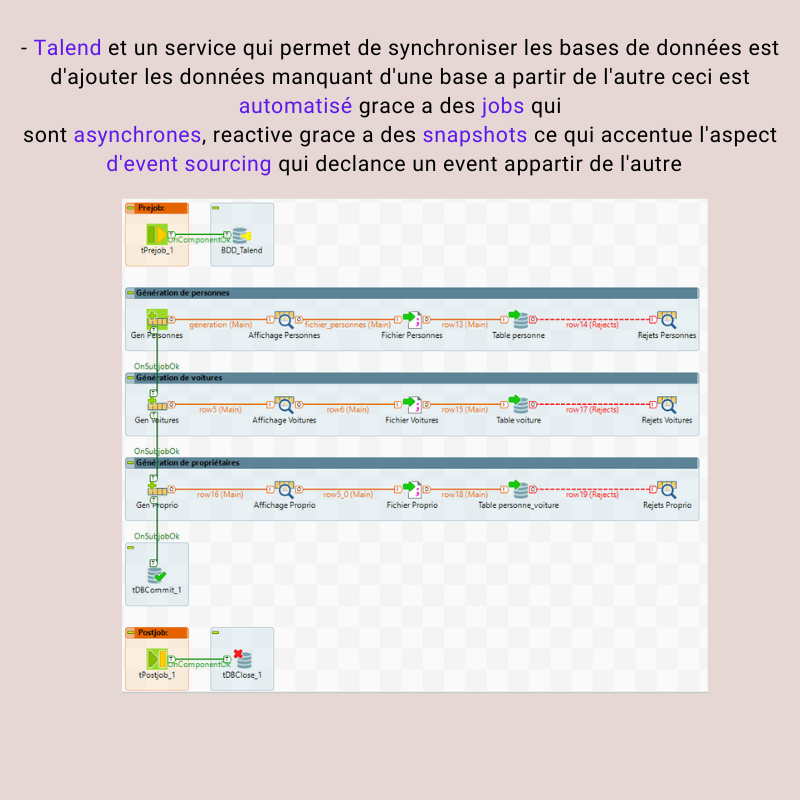 - Talend et un service qui permet de synchroniser les bases de données est
d'ajouter les données manquant d'une base a partir de l'autre ceci est
automatisé grace a des jobs qui
sont asynchrones, reactive grace a des snapshots ce qui accentue l'aspect
d'event sourcing qui declance un event appartir de l'autre
Prejob:
OnComponentOk
tPrejob_1 BDD_Talend
Génération de personnes
generation (Main) fichier_personnes (Main) row13 (Main) row14 (Rejects)
Gen Personnes Affichage Personnes Fichier Personnes Table personne Rejets Personnes
OnSubjobOk
Génération de voitures
row5 (Main) row6 (Main) row15 (Main) row17 (Rejects)
Gen Voitures Affichage Voitures Fichier Voitures Table voiture Rejets Voitures
OnSubjobOk
Génération de propriétaires
row16 (Main) row5_0 (Main) row18 (Main) row19 (Rejects)
Gen Proprio Affichage Proprio Fichier Proprio Table personne_voiture Rejets Proprio
OnSubjobOk
tDBCommit_1
Postjob:
OnComponentOk
tPostjob_1 tDBClose_1